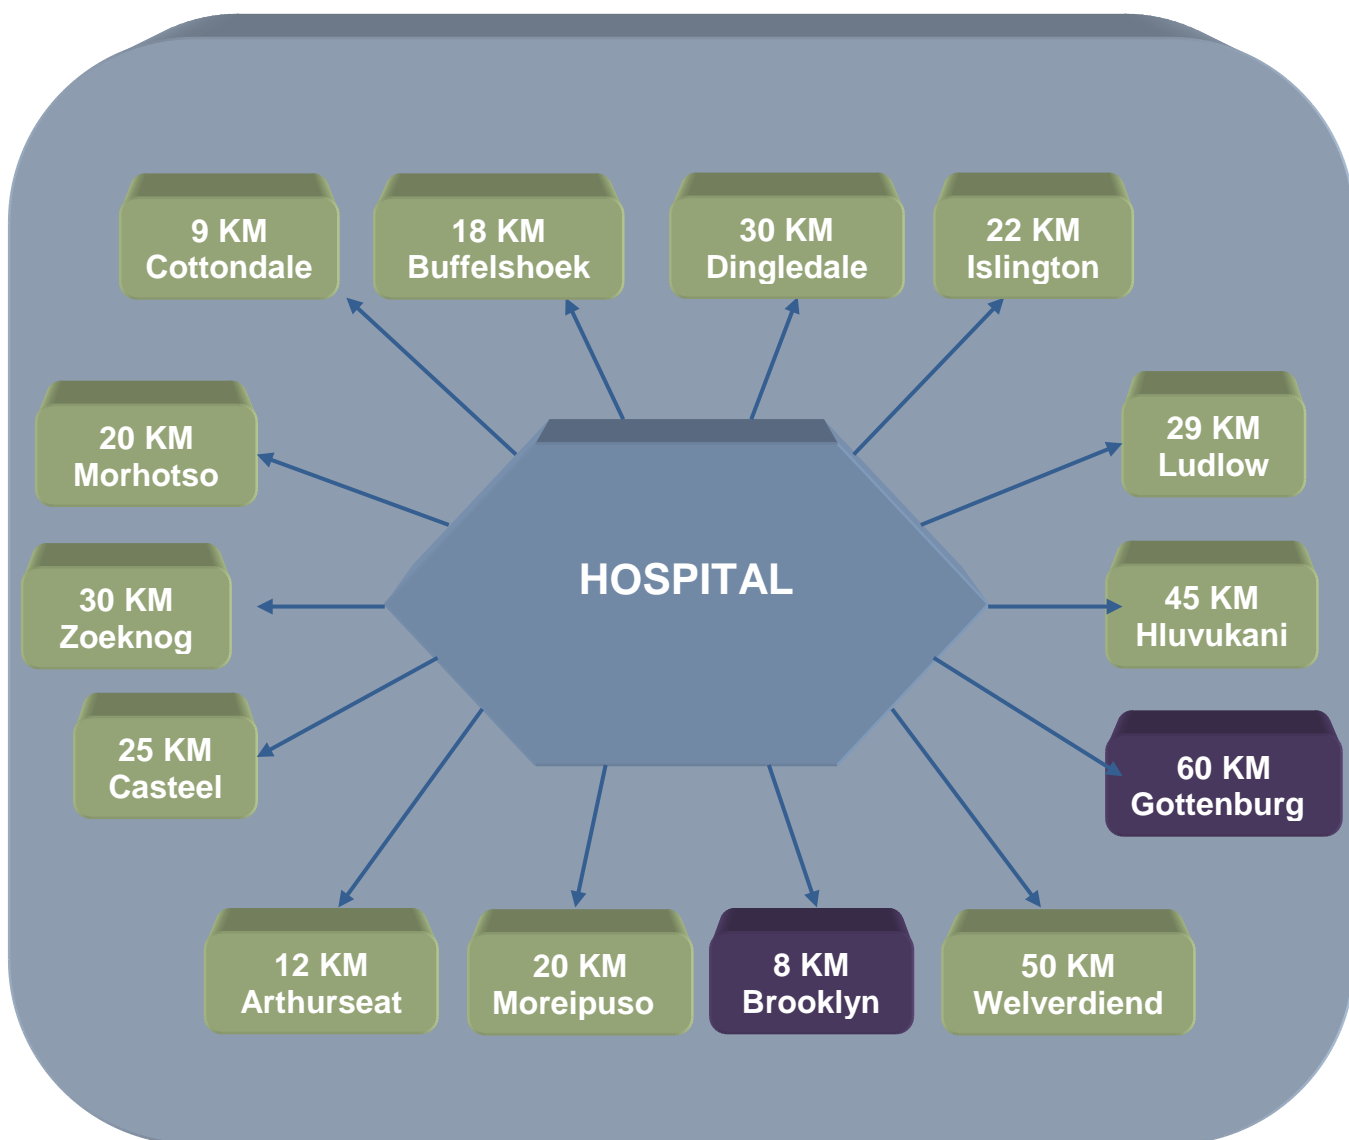 9 KM
Cottondale
18 KM
Buffelshoek
30 KM
Dingledale
22 KM
Islington
20 KM
Morhotso
29 KM
Ludlow
HOSPITAL
30 KM
Zoeknog
45 KM
Hluvukani
25 KM
Casteel
60 KM
Gottenburg
12 KM
Arthurseat
20 KM
Moreipuso
8 KM
Brooklyn
50 KM
Welverdiend